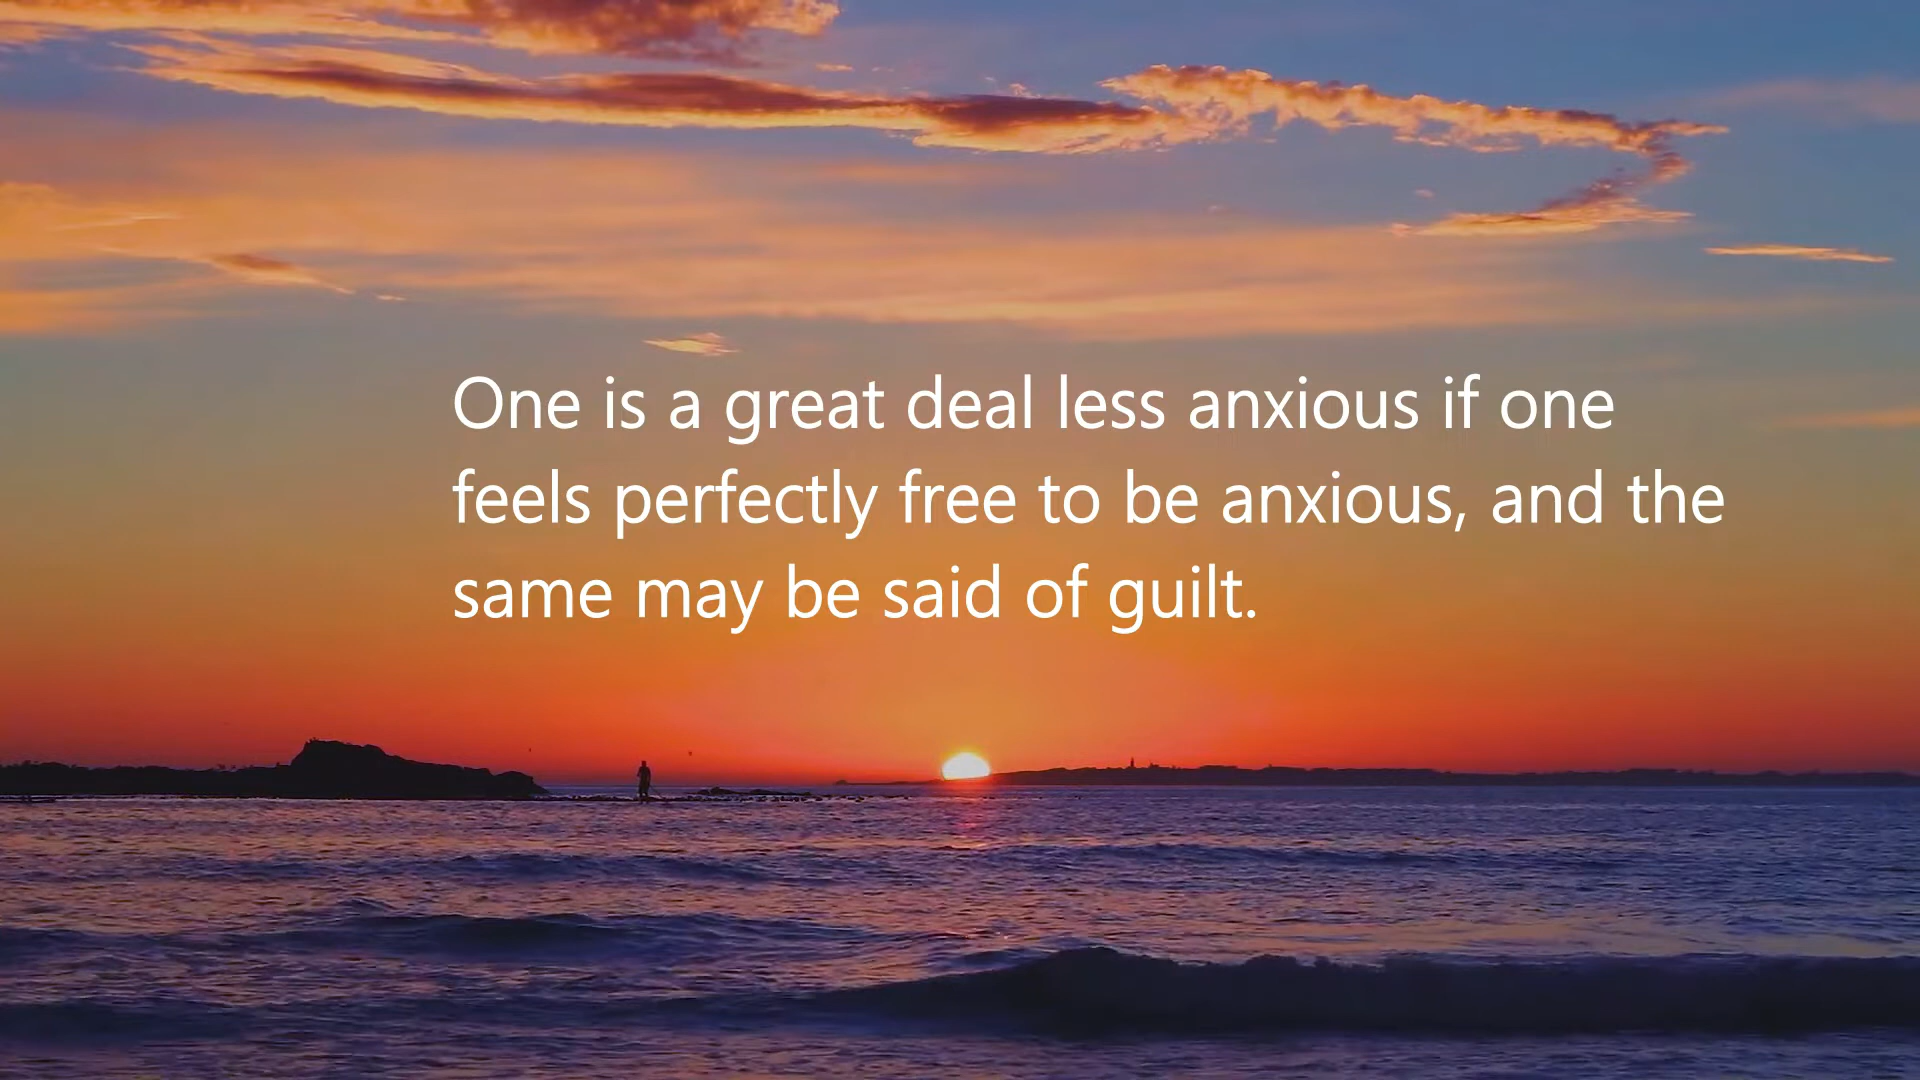 One is a great deal less anxious if one
feels perfectly free to be anxious, and the
same may be said of guilt.